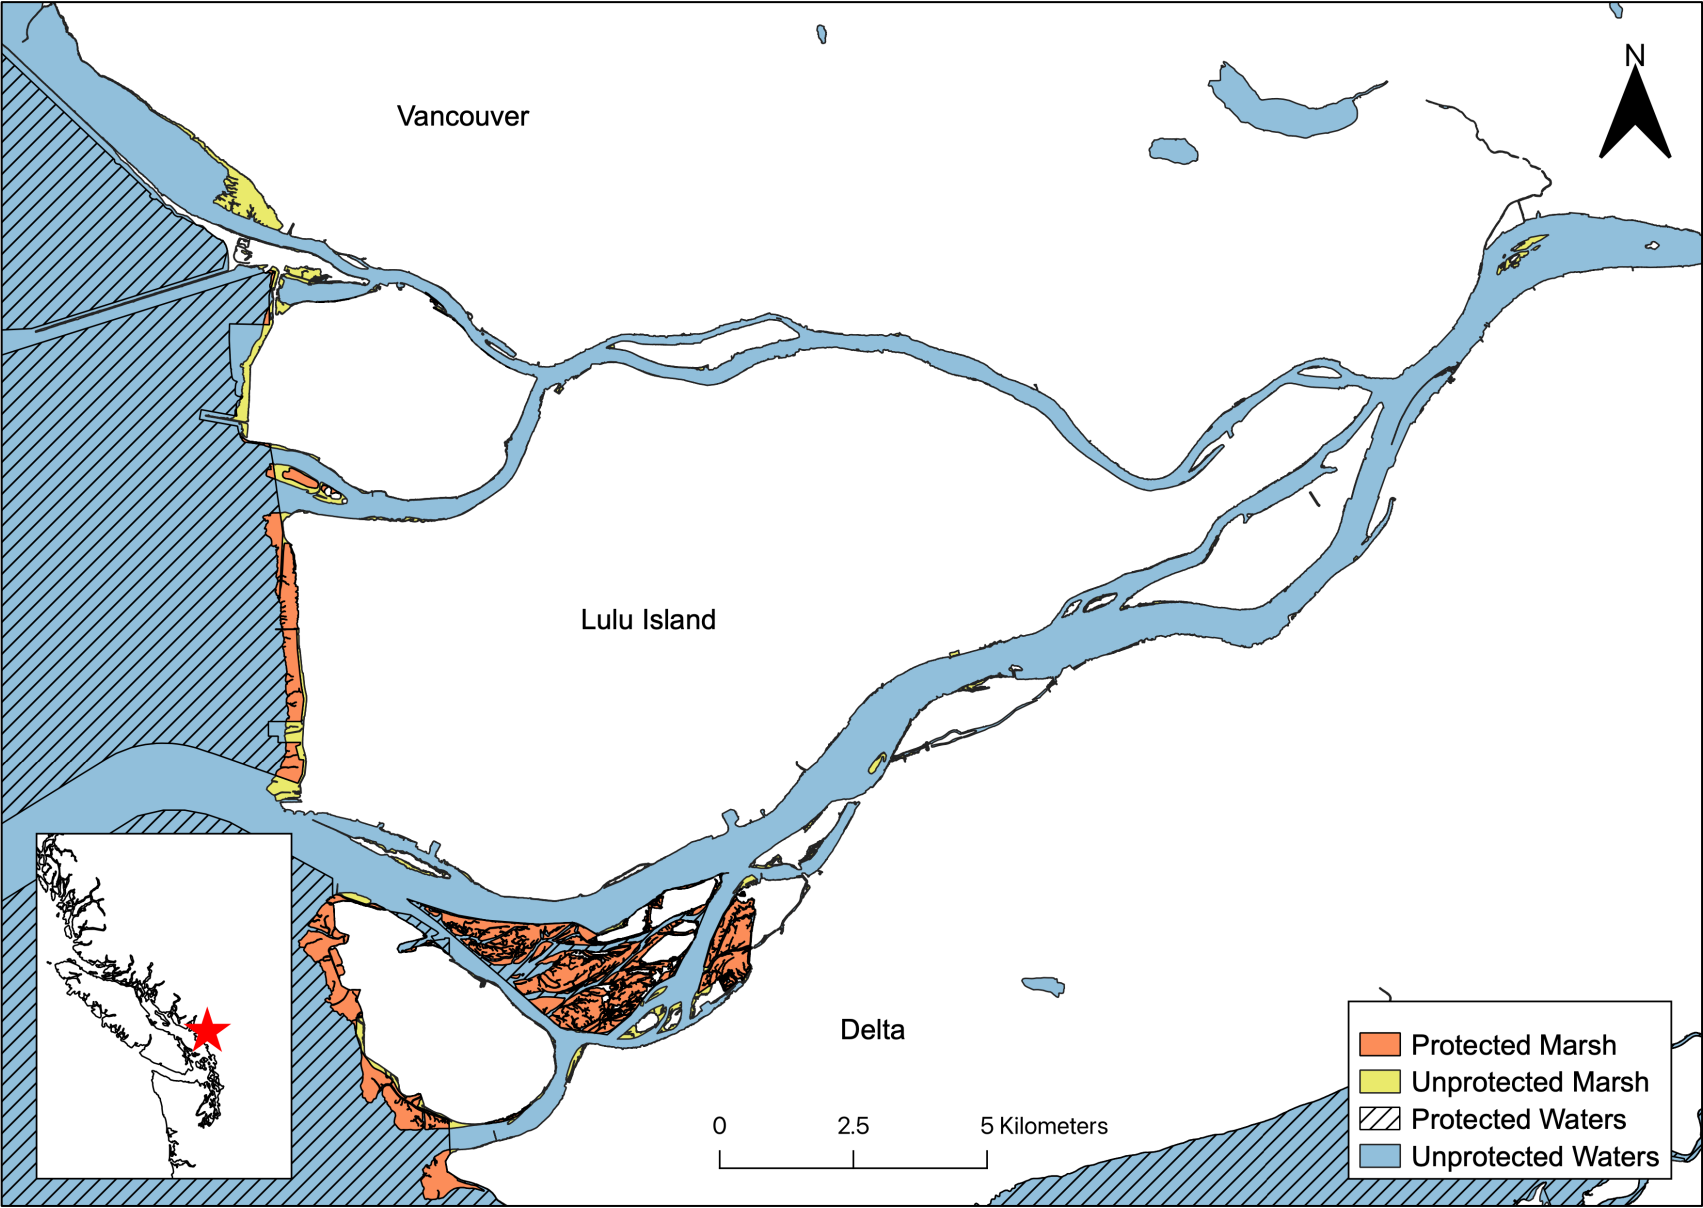 N
Vancouver
Lulu Island
Delta
0 2.5 5 Kilometers
Protected Marsh
Unprotected Marsh
Protected Waters
Unprotected Waters